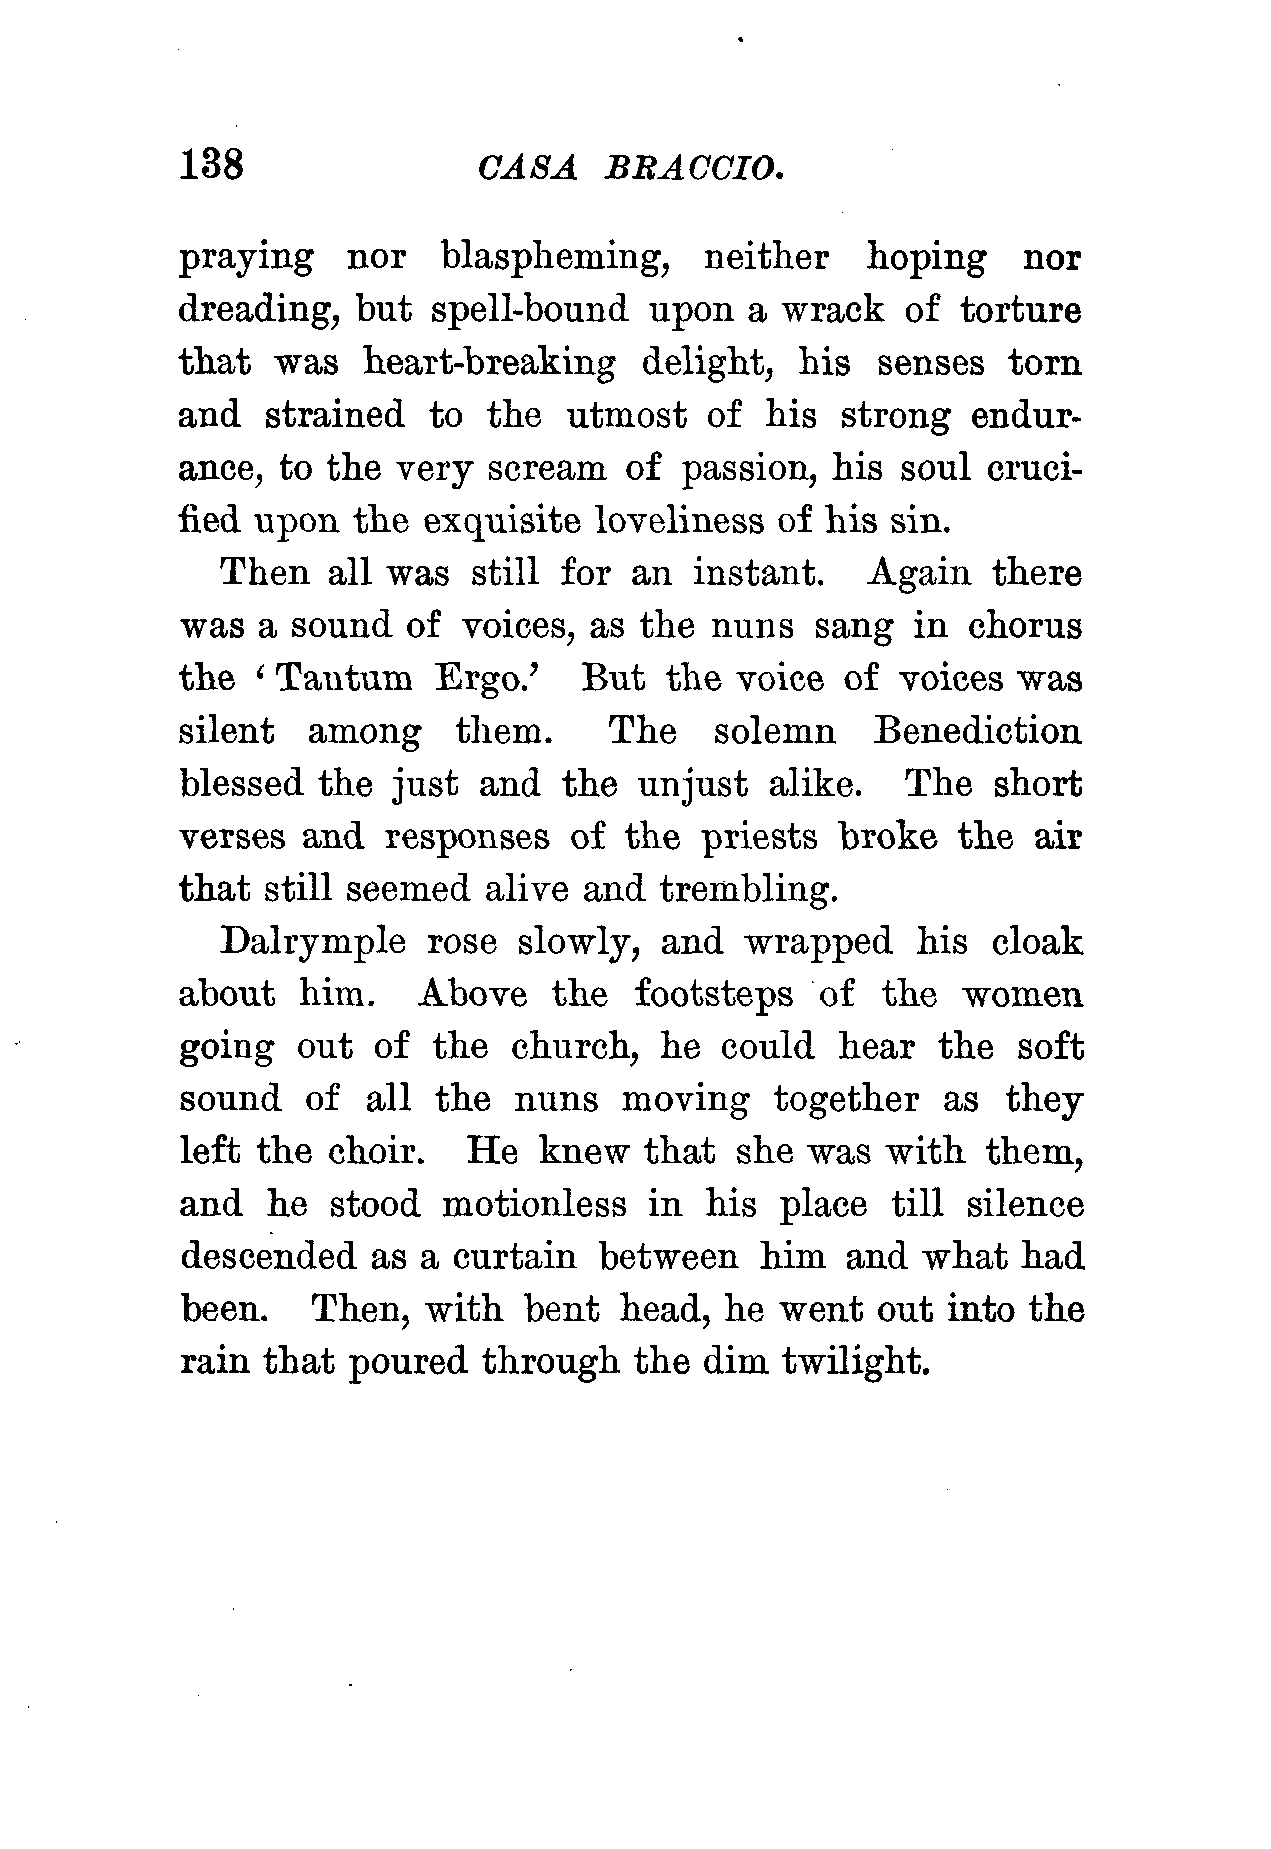 138 CASA BRACCIO.
praying nor blaspheming, neither hoping nor
dreading, but spell-bound upon a wrack of torture
that was heart-breaking delight, his senses torn
and strained to the utmost of his strong endur-
ance, to the very scream of passion, his soul cruci-
fied upon the exquisite loveliness of his sin.
Then all was still for an instant. Again there
was a sound of voices, as the nuns sang in chorus
the ‘Tantum Ergo.’ But the voice of voices was
silent among them. The solemn Benediction
blessed the just and the unjust alike. The short
verses and responses of the priests broke the air
that still seemed alive and trembling.
Dalrymple rose slowly, and wrapped his cloak
about him. Above the footsteps of the women
going out of the church, he could hear the soft
sound of all the nuns moving together as they
left the choir. He knew that she was with them,
and he stood motionless in his place till silence
descended as a curtain between him and what had
been. Then, with bent head, he went out into the
rain that poured through the dim twilight.